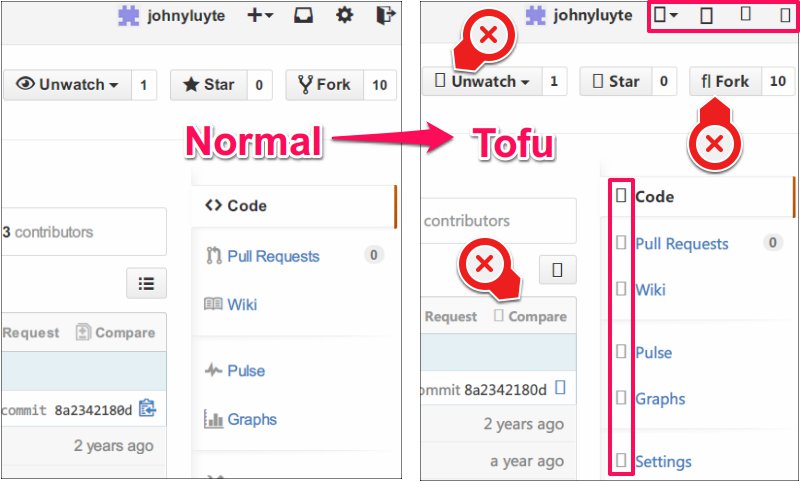 johnyluyte
Unwatch 1 Star 0 Fork 10
Normal
Code
3 contributors
Pull Requests 0
Wiki
Request Compare
Pulse
commit 8a2342180d
Graphs
2 years ago
johnyluyte
Unwatch 1 Star 0 fl Fork 10
Tofu
Code
contributors
Pull Requests 0
Wiki
Request Compare
Pulse
ommit 8a2342180d
Graphs
2 years ago
a year ago
Settings